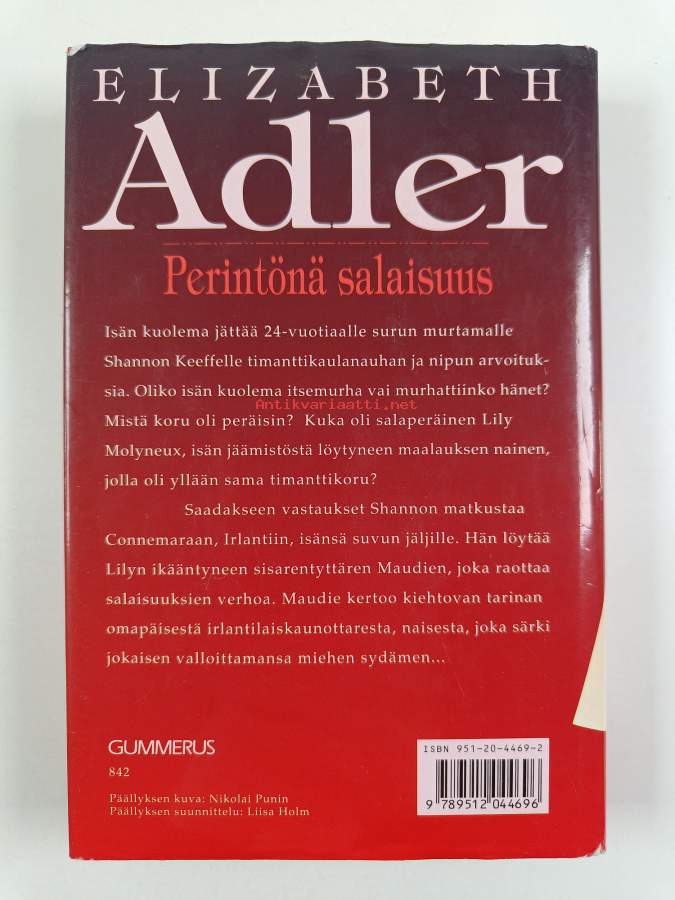 ELIZABETH
Adler
Perintönä salaisuus
Isän kuolema jättää 24-vuotiaalle surun murtamalle
Shannon Keeffelle timanttikaulanauhan ja nipun arvoituk-
sia. Oliko isän kuolema itsemurha vai murhattiinko hänet?
Antikvariaatti.net
Mistä koru oli peräisin? Kuka oli salaperäinen Lily
Molyneux, isän jäämistöstä löytyneen maalauksen nainen,
jolla oli yllään sama timanttikoru?
Saadakseen vastaukset Shannon matkustaa
Connemaraan, Irlantiin, isänsä suvun jäljille. Hän löytää
Lilyn ikääntyneen sisarentyttären Maudien, joka raottaa
salaisuuksien verhoa. Maudie kertoo kiehtovan tarinan
omapäisestä irlantilaiskaunottaresta, naisesta, joka särki
jokaisen valloittamansa miehen sydämen...
GUMMERUS
842
Päällyksen kuva: Nikolai Punin
Päällyksen suunnittelu: Liisa Holm
ISBN 951-20-4469-2
9 789512 044696